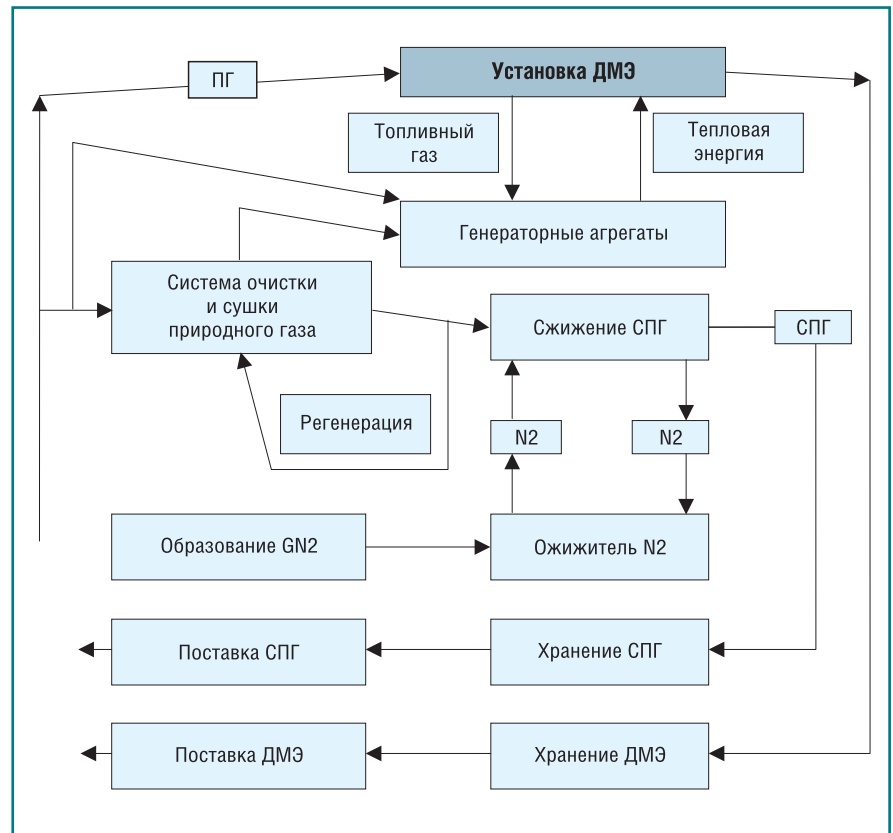 ПГ
Установка ДМЭ
Топливный
газ
Тепловая
энергия
Генераторные агрегаты
Система очистки
и сушки
природного газа
Сжижение СПГ
СПГ
Регенерация
N2
N2
Образование GN2
Ожижитель N2
Поставка СПГ
Хранение СПГ
Поставка ДМЭ
Хранение ДМЭ